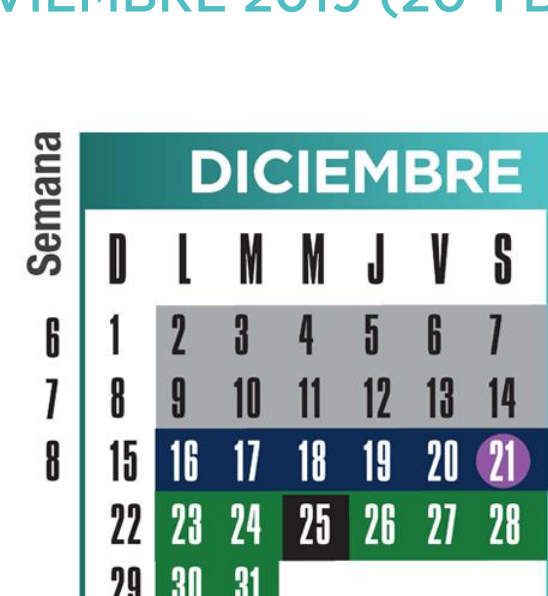 DICIEMBRE
Semana
D L M M J V S
6 1 2 3 4 5 6 7
7 8 9 10 11 12 13 14
8 15 16 17 18 19 20 21
22 23 24 25 26 27 28
29 30 31